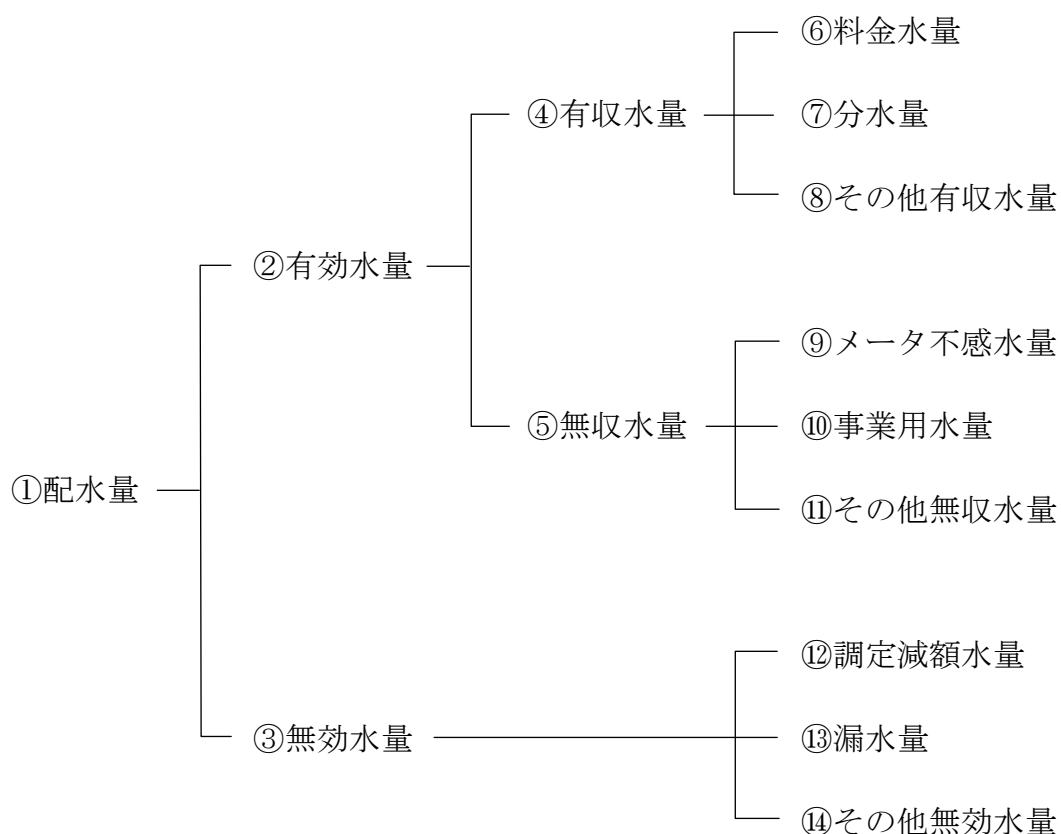 ⑥料金水量
④有収水量
⑦分水量
⑧その他有収水量
②有効水量
⑨メータ不感水量
⑤無収水量
⑩事業用水量
①配水量
⑪その他無収水量
⑫調定減額水量
③無効水量
⑬漏水量
⑭その他無効水量